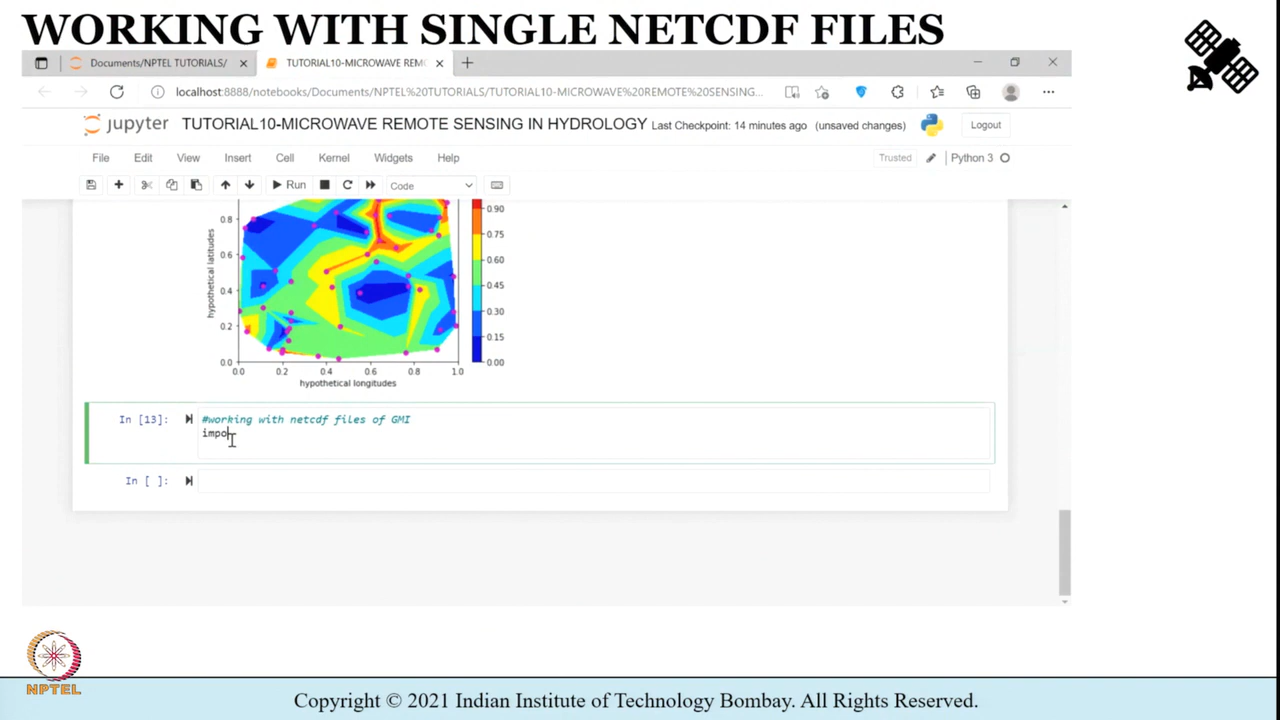 WORKING WITH SINGLE NETCDF FILES
Documents/NPTEL TUTORIALS/
TUTORIAL10-MICROWAVE REMO
localhost:8888/notebooks/Documents/NPTEL%20TUTORIALS/TUTORIAL10-MICROWAVE%20REMOTE%20SENSING...
jupyter TUTORIAL10-MICROWAVE REMOTE SENSING IN HYDROLOGY Last Checkpoint: 14 minutes ago (unsaved changes) Logout
File Edit View Insert Cell Kernel Widgets Help Trusted Python 3
Run Code
0.8
0.6
0.4
0.2
0.0
hypothetical latitudes
0.0 0.2 0.4 0.6 0.8 1.0
hypothetical longitudes
0.90
0.75
0.60
0.45
0.30
0.15
0.00
In [13]: #working with netcdf files of GMI
impo
In [ ]:
NPTEL
Copyright © 2021 Indian Institute of Technology Bombay. All Rights Reserved.